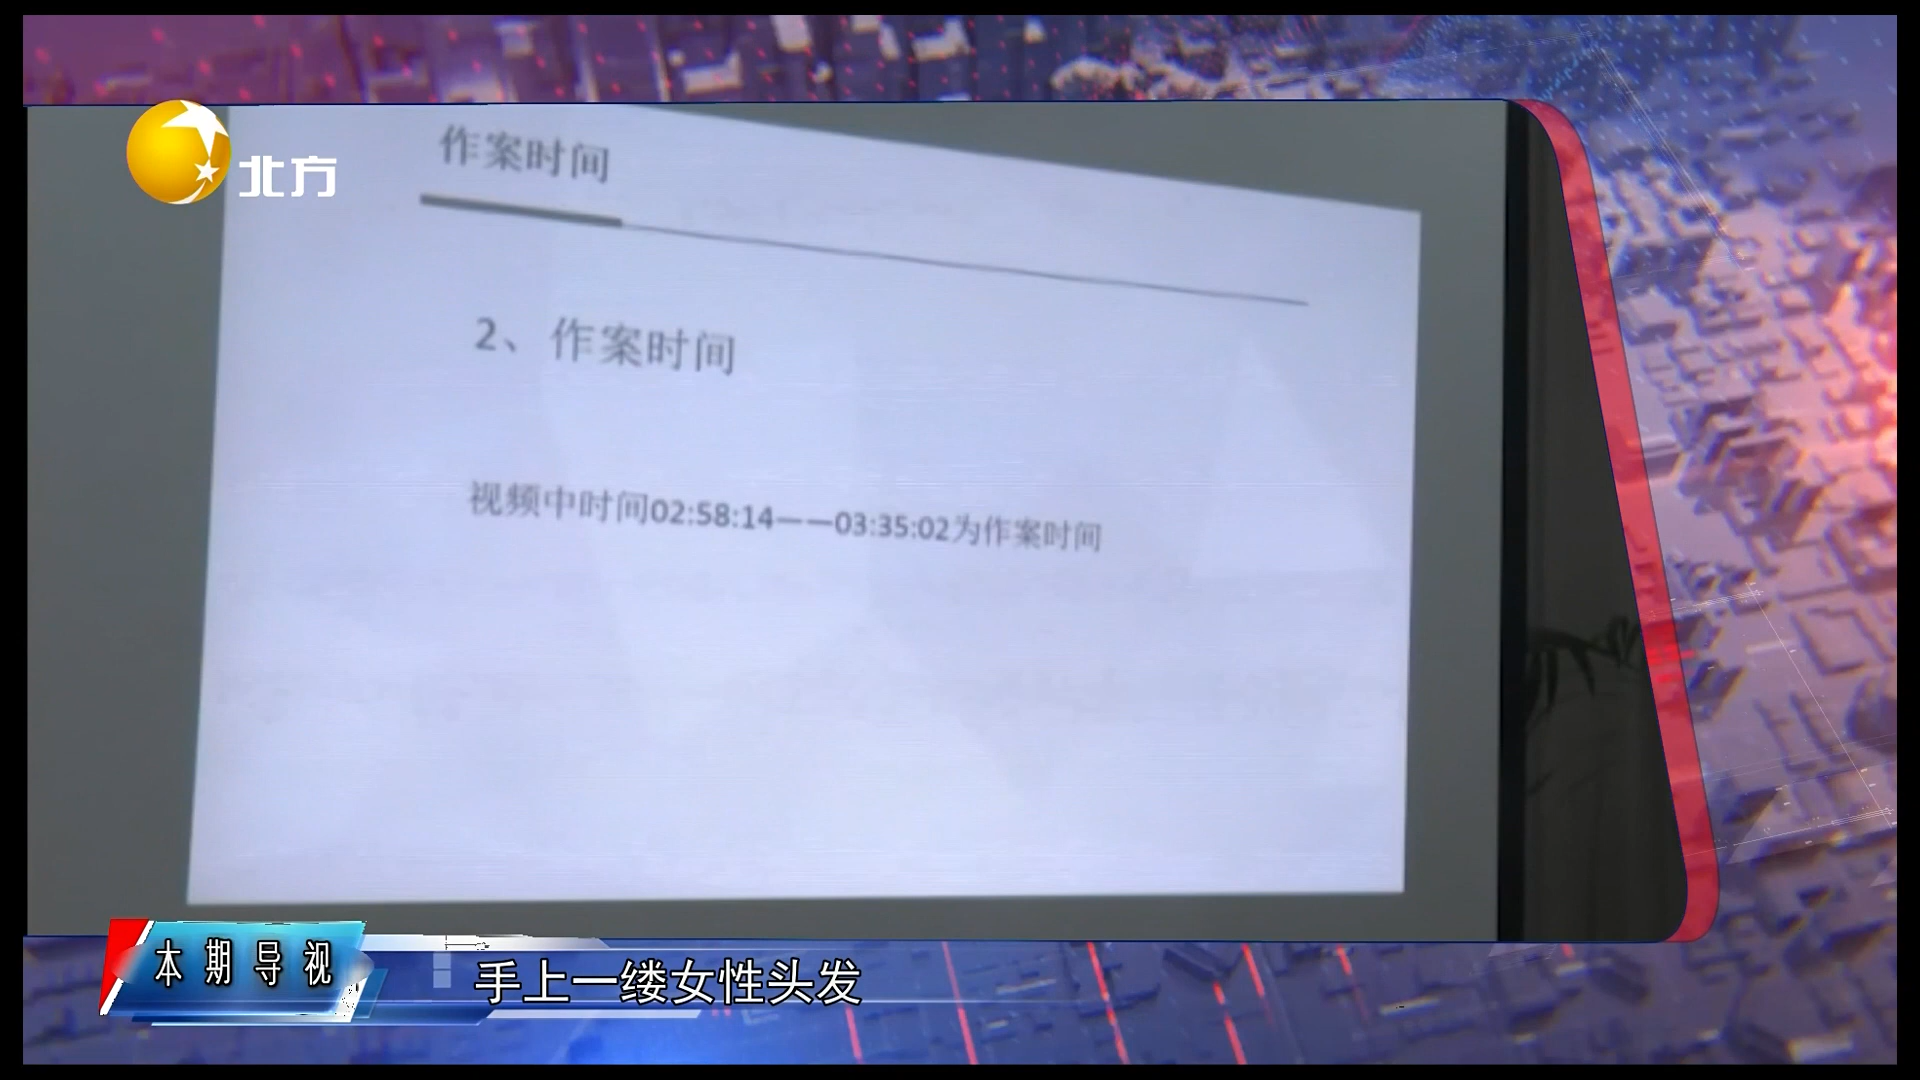 北方
作案时间
2、作案时间
视频中时间02:58:14——03:35:02为作案时间
本期导视
手上一缕女性头发